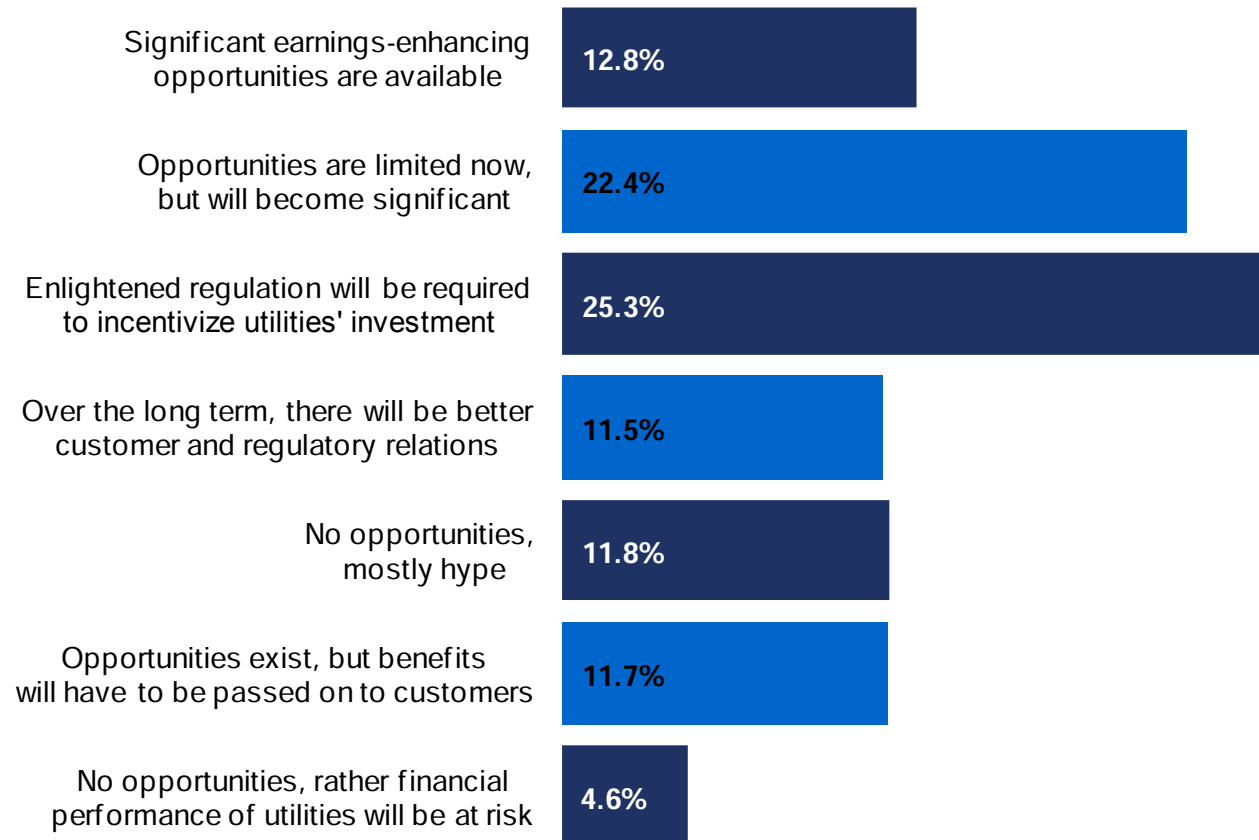 Significant earnings-enhancing
opportunities are available
12.8%
Opportunities are limited now,
but will become significant
22.4%
Enlightened regulation will be required
to incentivize utilities' investment
25.3%
Over the long term, there will be better
customer and regulatory relations
11.5%
No opportunities,
mostly hype
11.8%
Opportunities exist, but benefits
will have to be passed on to customers
11.7%
No opportunities, rather financial
performance of utilities will be at risk
4.6%